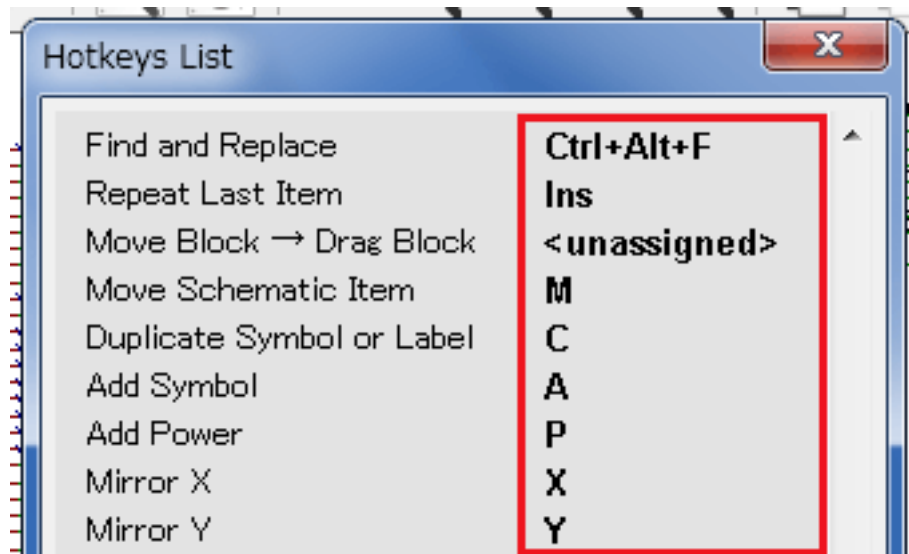 Hotkeys List
Find and Replace Ctrl+Alt+F
Repeat Last Item Ins
Move Block → Drag Block <unassigned>
Move Schematic Item M
Duplicate Symbol or Label C
Add Symbol A
Add Power P
Mirror X X
Mirror Y Y